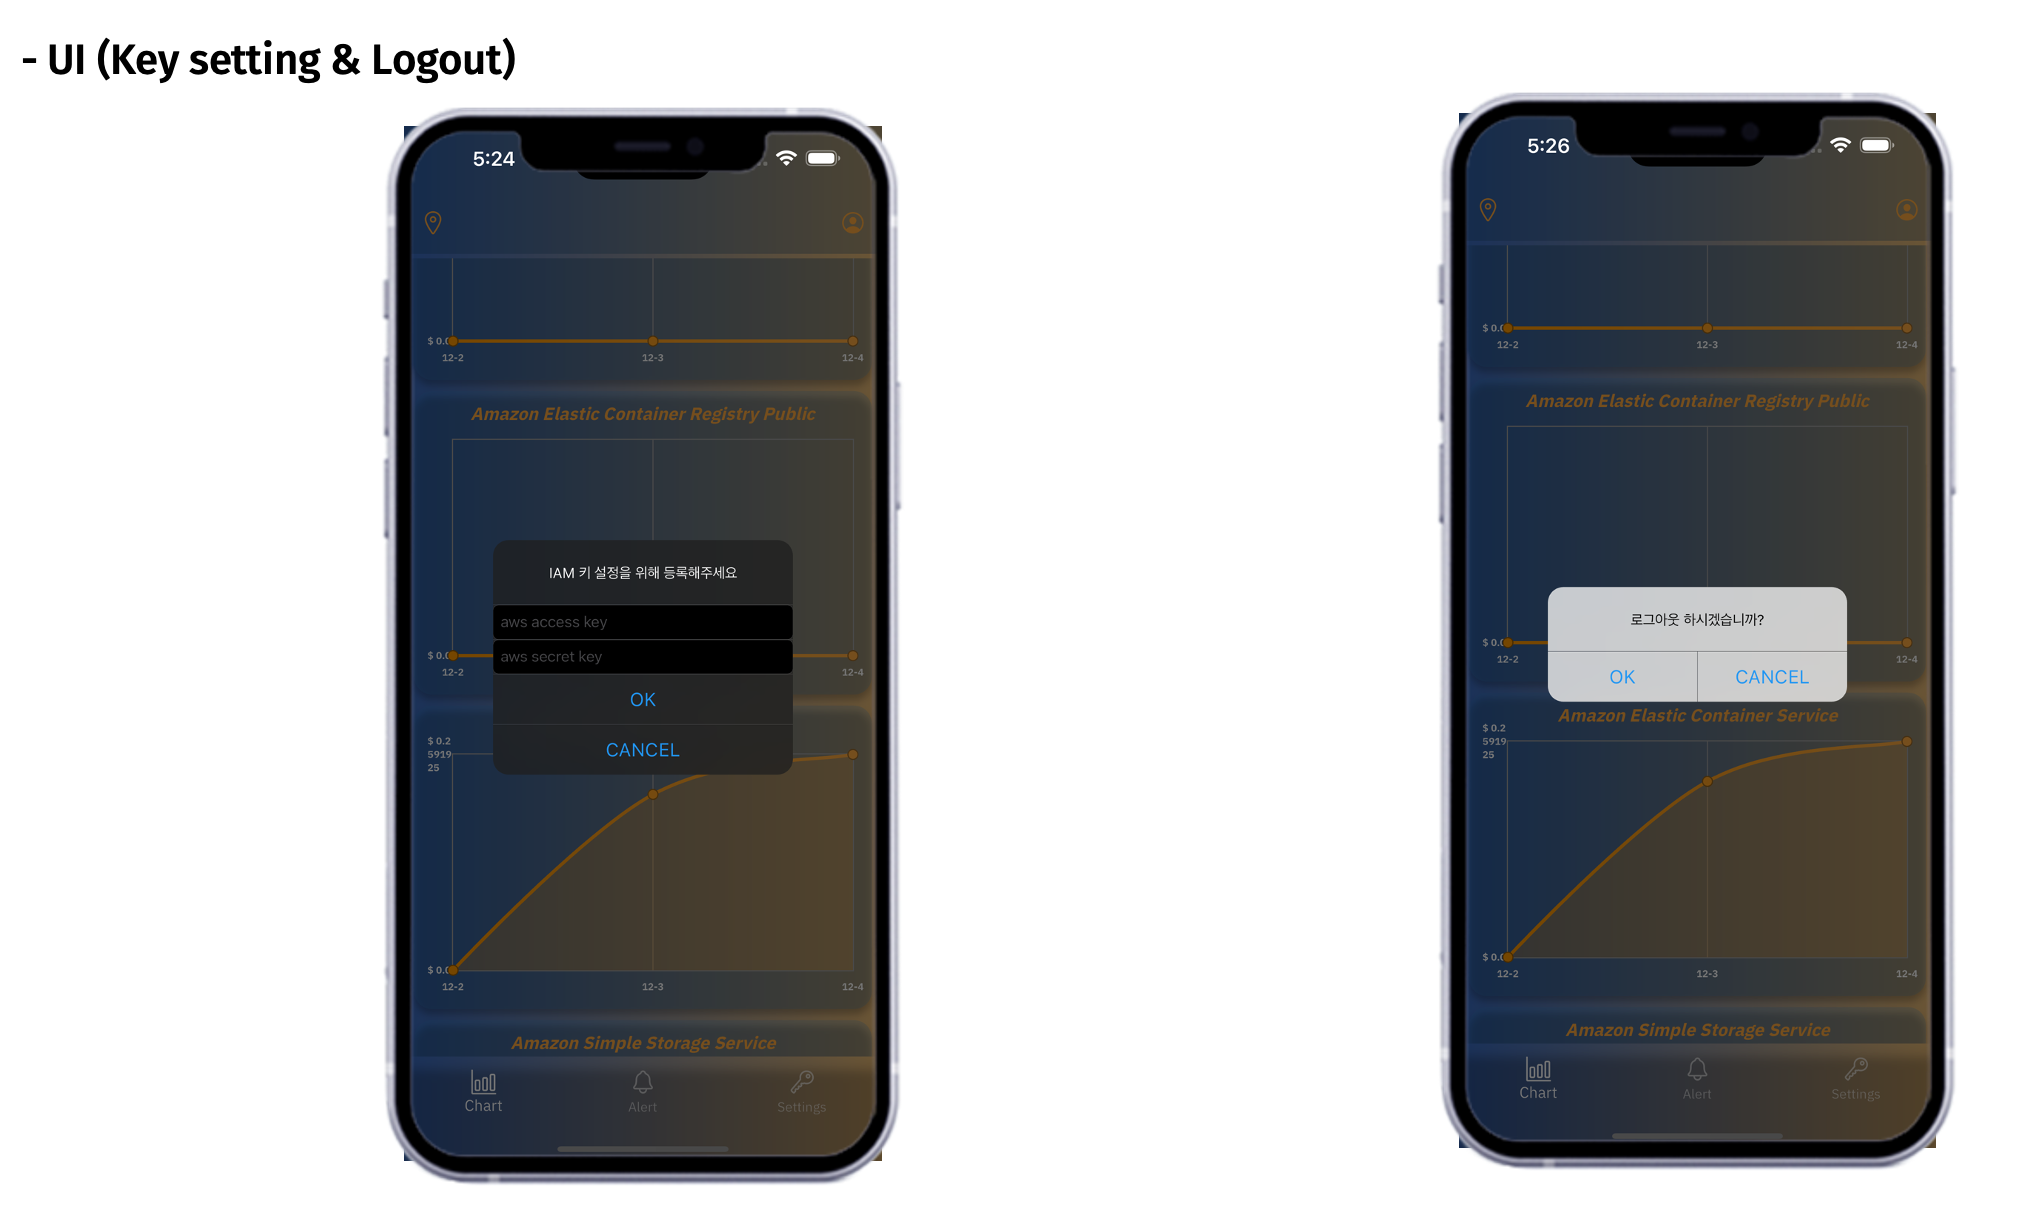 - UI (Key setting & Logout)
5:24
$ 0.0
12-2
12-3
12-4
Amazon Elastic Container Registry Public
IAM 키 설정을 위해 등록해주세요
aws access key
aws secret key
$ 0.0
12-2
12-4
OK
CANCEL
$ 0.2
5919
25
$ 0.0
12-2
12-3
12-4
Amazon Simple Storage Service
Chart
Alert
Settings
5:26
$ 0.0
12-2
12-3
12-4
Amazon Elastic Container Registry Public
로그아웃 하시겠습니까?
$ 0.0
12-2
12-4
OK
CANCEL
Amazon Elastic Container Service
$ 0.2
5919
25
$ 0.0
12-2
12-3
12-4
Amazon Simple Storage Service
Chart
Alert
Settings